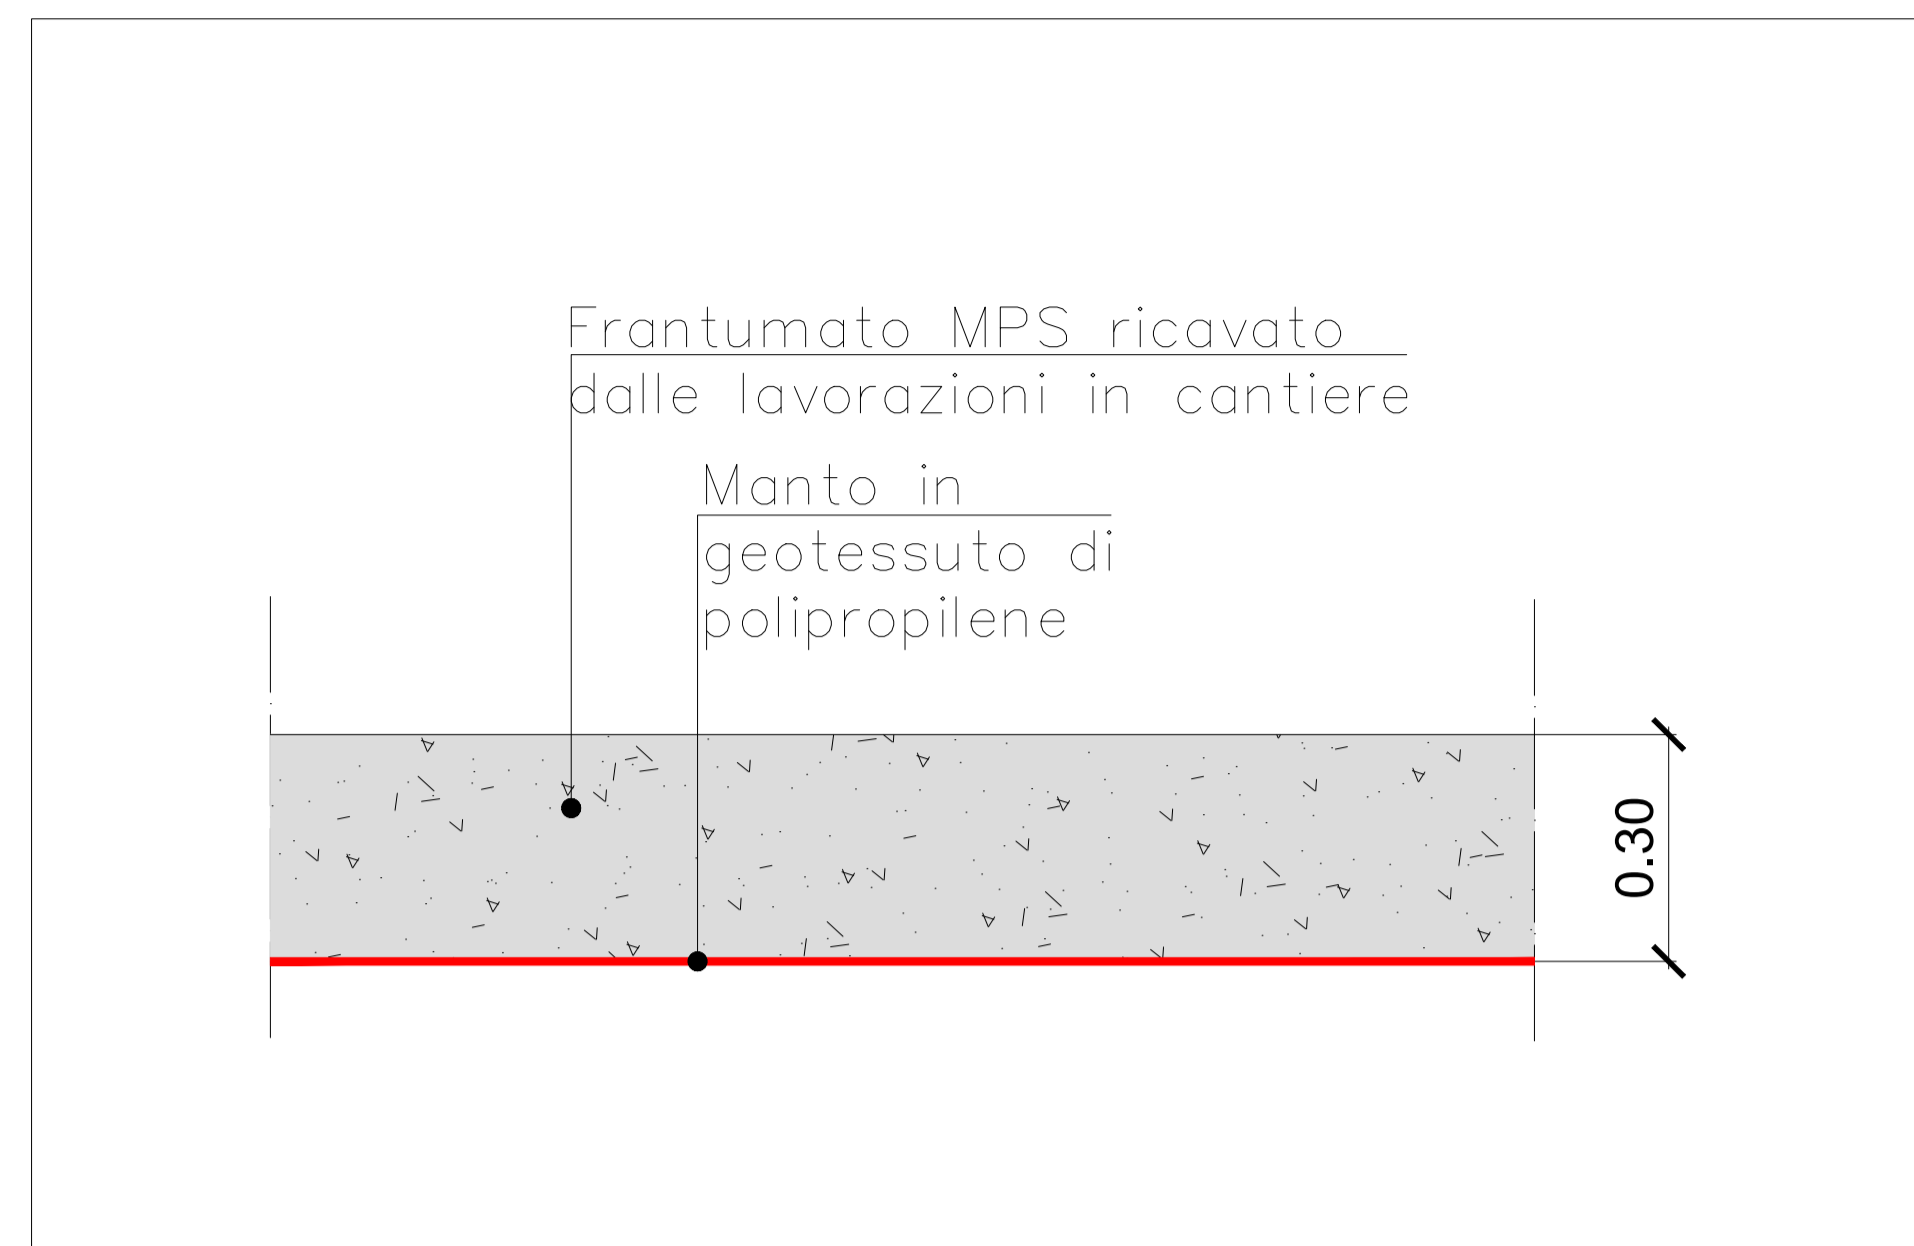 Frantumato MPS ricavato
dalle lavorazioni in cantiere
Manto in
geotessuto di
polipropilene
0.30